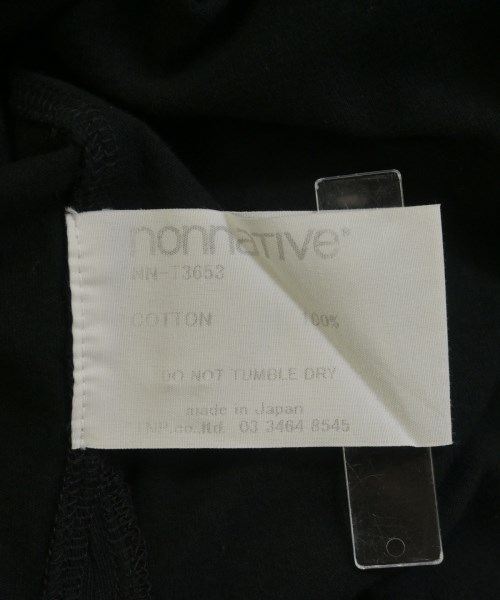 nonnative®
NN-T3653
COTTON 100%
DO NOT TUMBLE DRY
made in Japan
TNP.co.ltd. 03 3464 8545